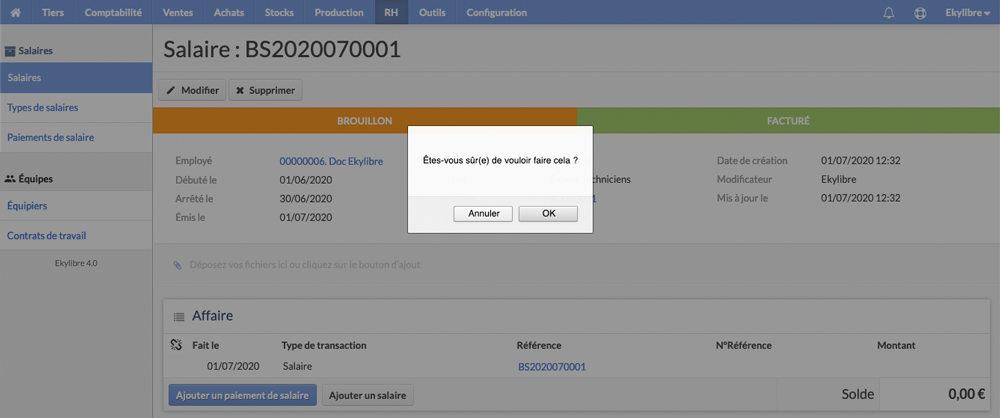 Tiers Comptabilité Ventes Achats Stocks Production RH Outils Configuration Ekylibre
Salaires
Salaires
Types de salaires
Paiements de salaire
Équipes
Équipiers
Contrats de travail
Ekylibre 4.0
Salaire : BS2020070001
Modifier Supprimer
BROUILLON FACTURÉ
Employé 00000006. Doc Ekylibre
Débuté le 01/06/2020
Arrêté le 30/06/2020
Émis le 01/07/2020
Êtes-vous sûr(e) de vouloir faire cela ?
Annuler OK
Date de création 01/07/2020 12:32
Modificateur Ekylibre
Mis à jour le 01/07/2020 12:32
Déposez vos fichiers ici ou cliquez sur le bouton d'ajout
Affaire
Fait le Type de transaction Référence N°Référence Montant
01/07/2020 Salaire BS2020070001
Ajouter un paiement de salaire Ajouter un salaire Solde 0,00 €